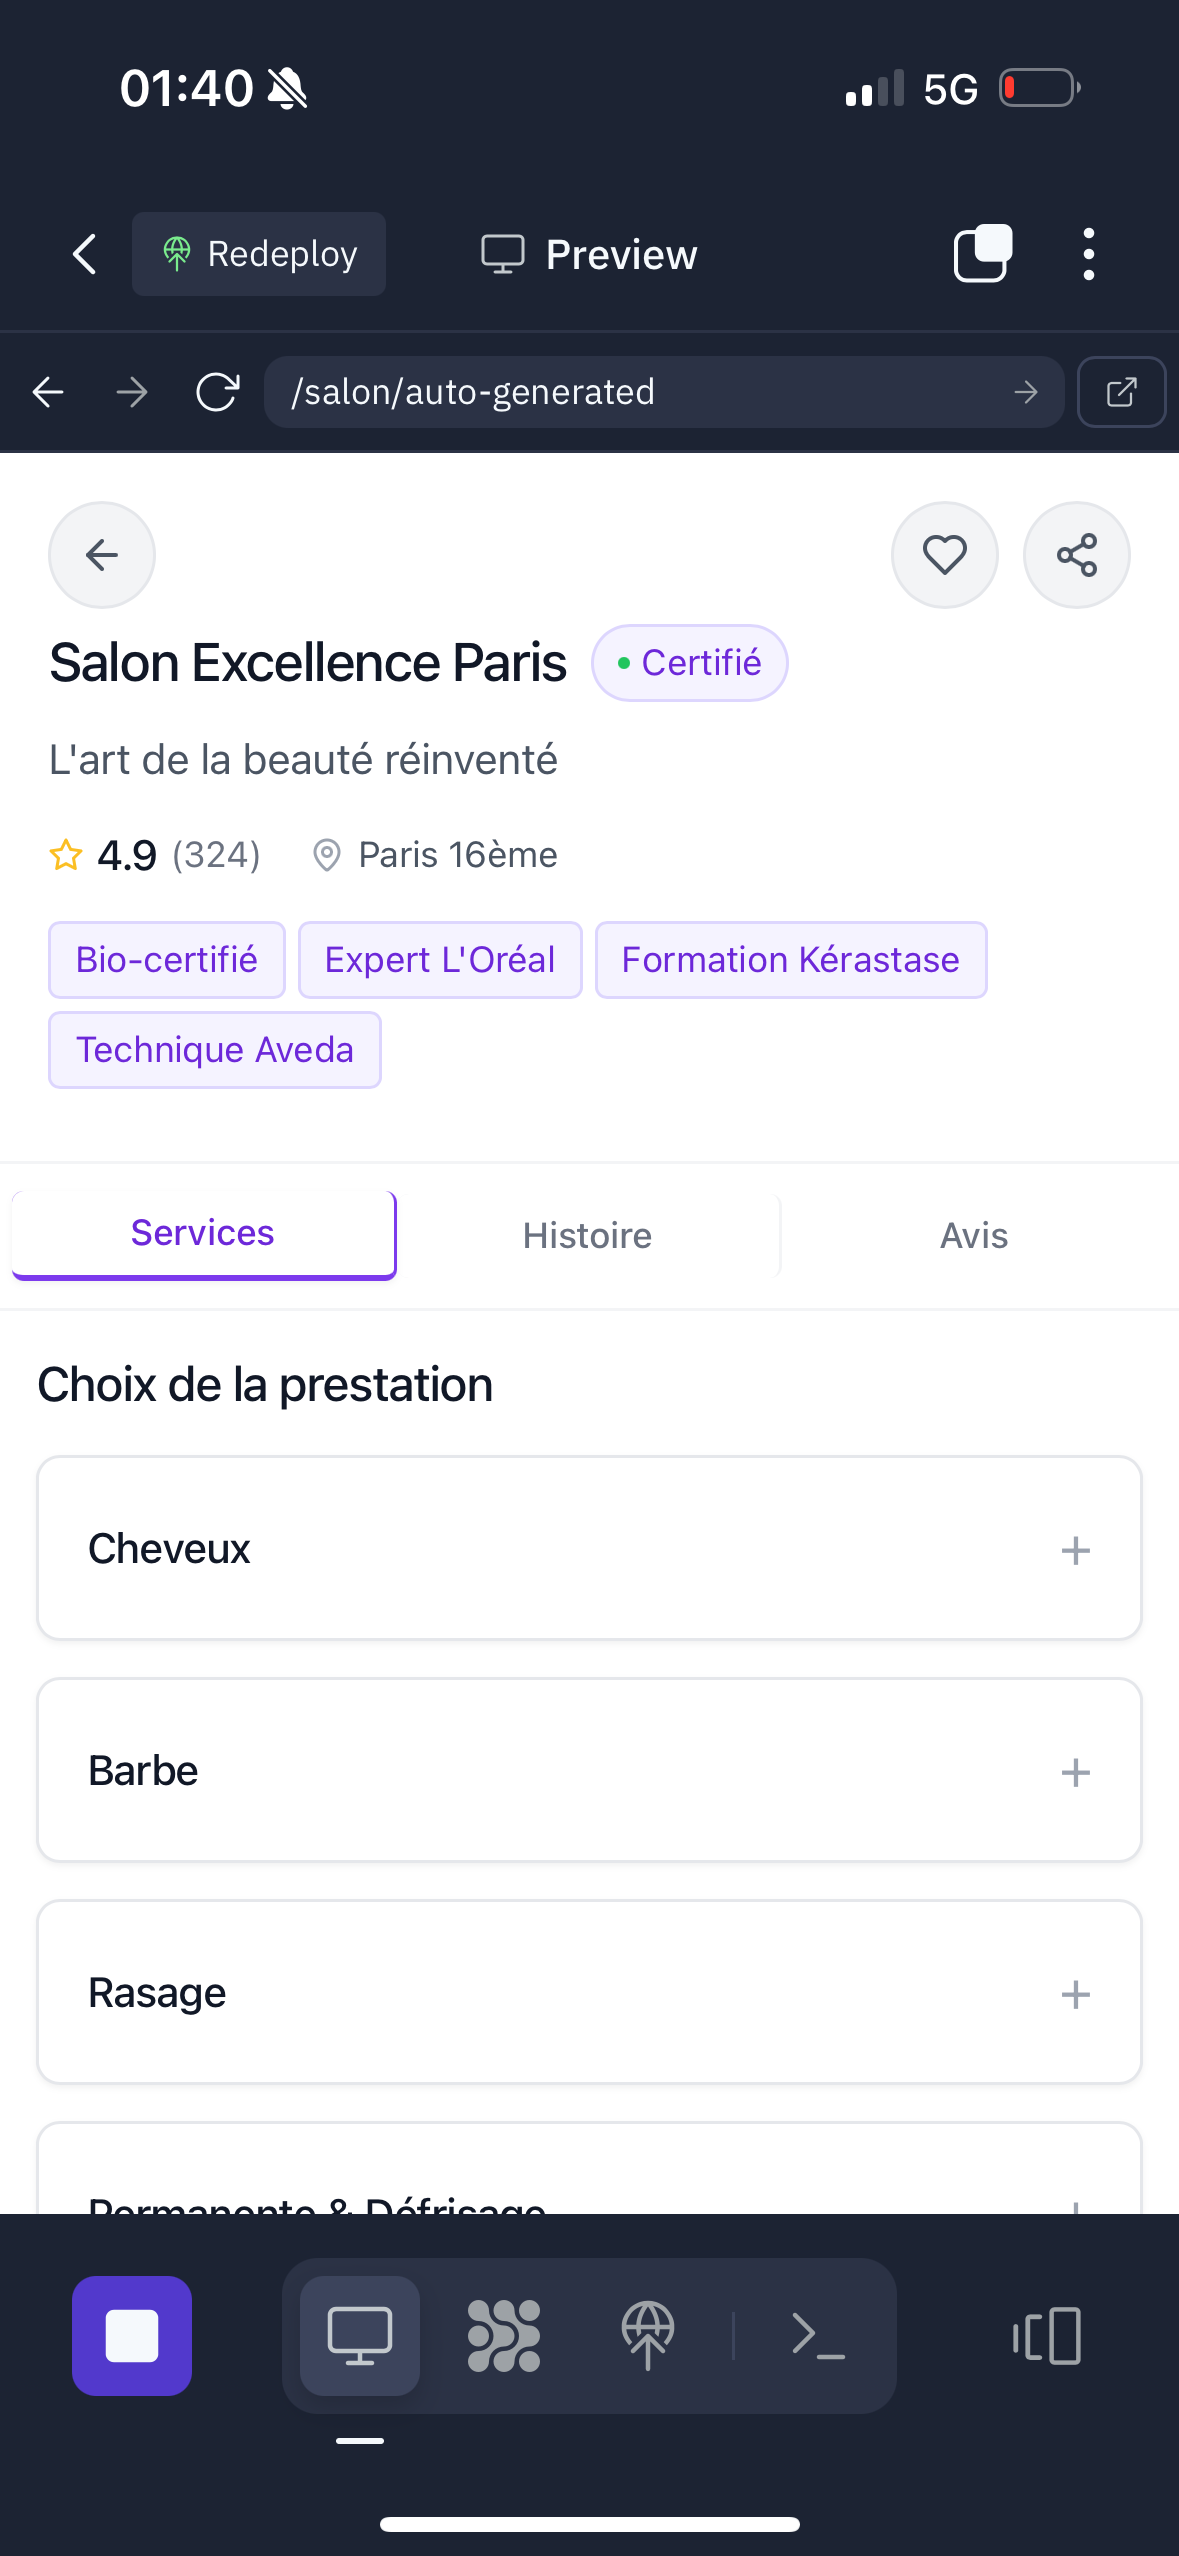 01:40
5G
Redeploy
Preview
/salon/auto-generated
Salon Excellence Paris
Certifié
L'art de la beauté réinventé
4.9 (324)
Paris 16ème
Bio-certifié
Expert L'Oréal
Formation Kérastase
Technique Aveda
Services
Histoire
Avis
Choix de la prestation
Cheveux
Barbe
Rasage
Permanente & Défrisage